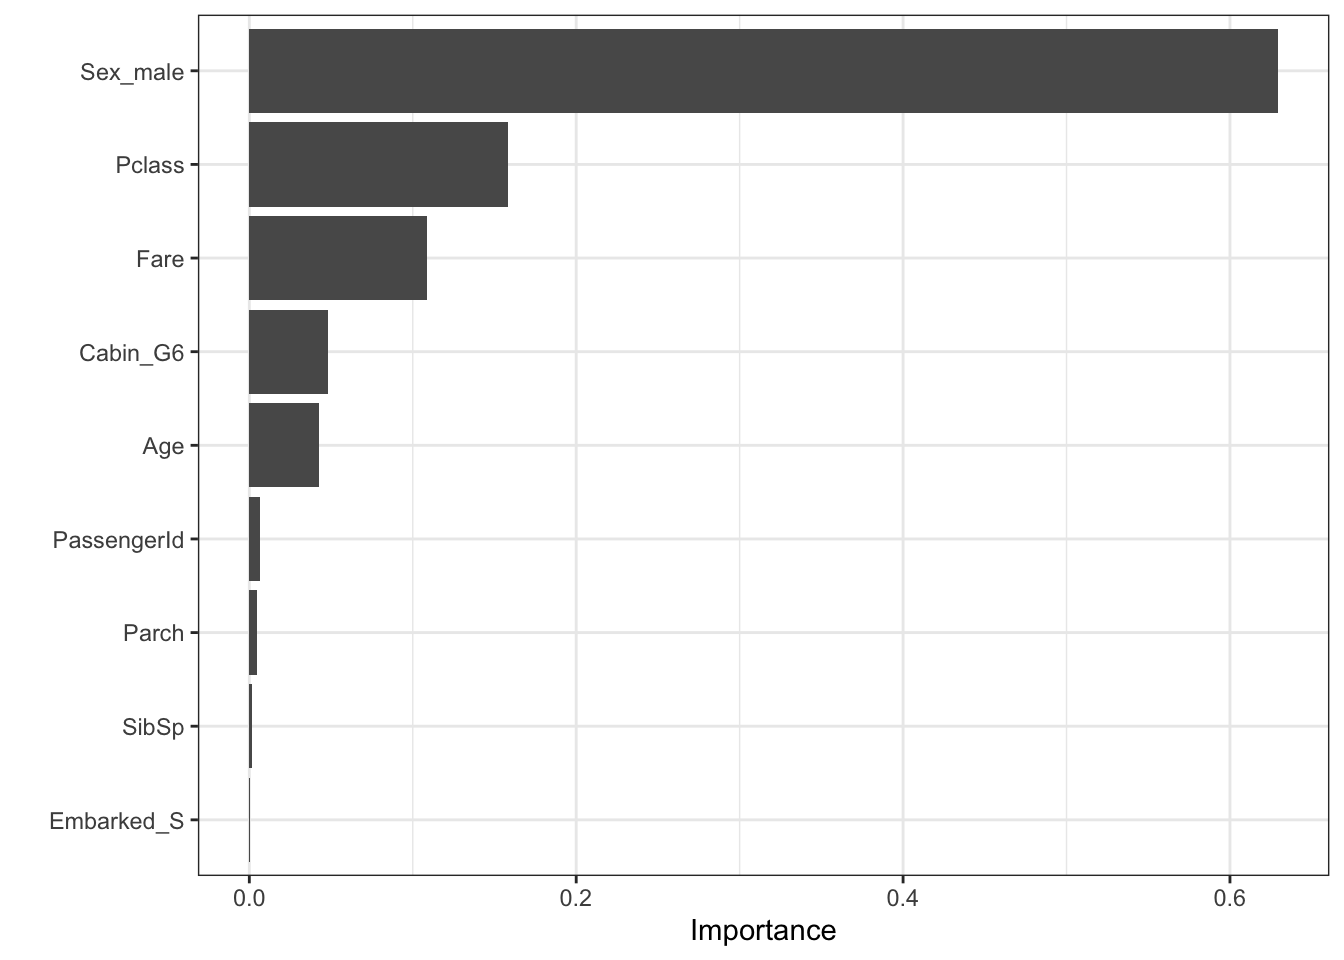 Sex_male
Pclass
Fare
Cabin_G6
Age
PassengerId
Parch
SibSp
Embarked_S
0.0 0.2 0.4 0.6
Importance